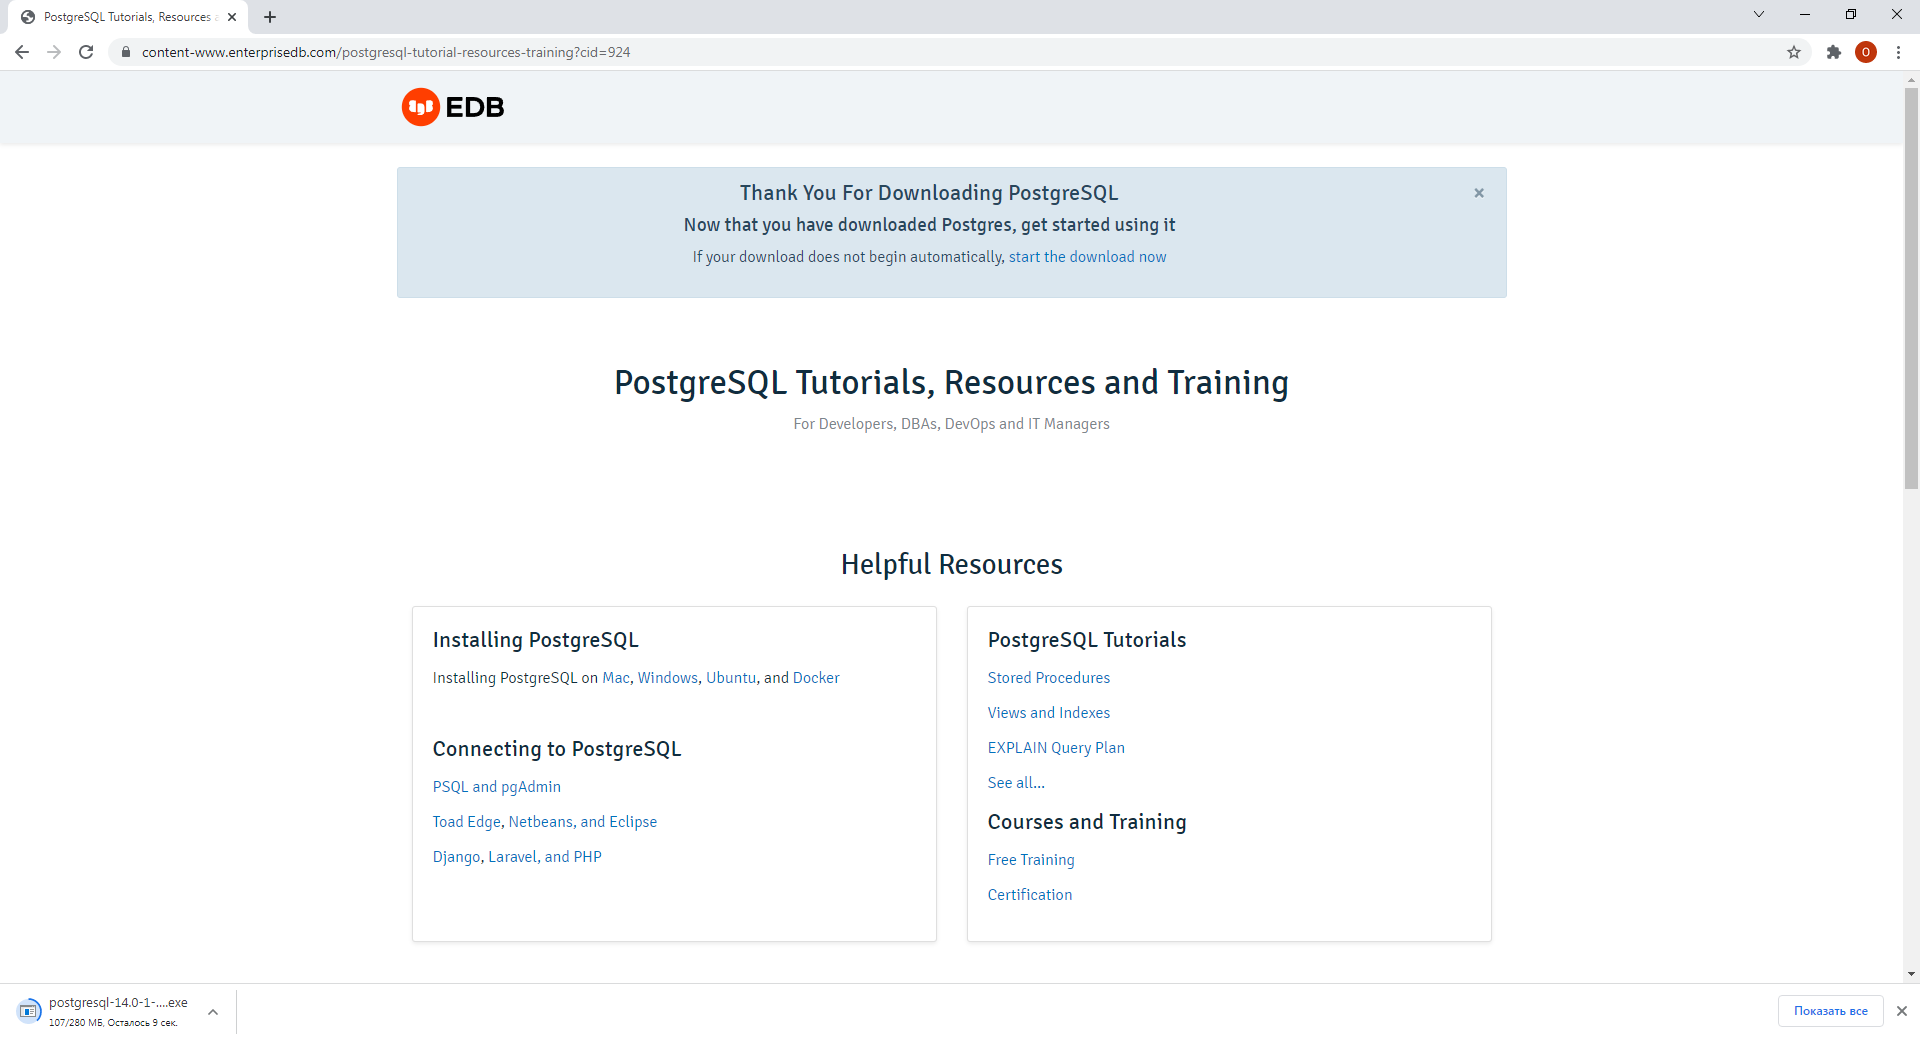 PostgreSQL Tutorials, Resources a
content-www.enterprisedb.com/postgresql-tutorial-resources-training?cid=924
O
EDB
Thank You For Downloading PostgreSQL
×
Now that you have downloaded Postgres, get started using it
If your download does not begin automatically, start the download now
PostgreSQL Tutorials, Resources and Training
For Developers, DBAs, DevOps and IT Managers
Helpful Resources
Installing PostgreSQL
Installing PostgreSQL on Mac, Windows, Ubuntu, and Docker
Connecting to PostgreSQL
PSQL and pgAdmin
Toad Edge, Netbeans, and Eclipse
Django, Laravel, and PHP
PostgreSQL Tutorials
Stored Procedures
Views and Indexes
EXPLAIN Query Plan
See all...
Courses and Training
Free Training
Certification
postgresql-14.0-1-....exe
107/280 МБ, Осталось 9 сек.
Показать все